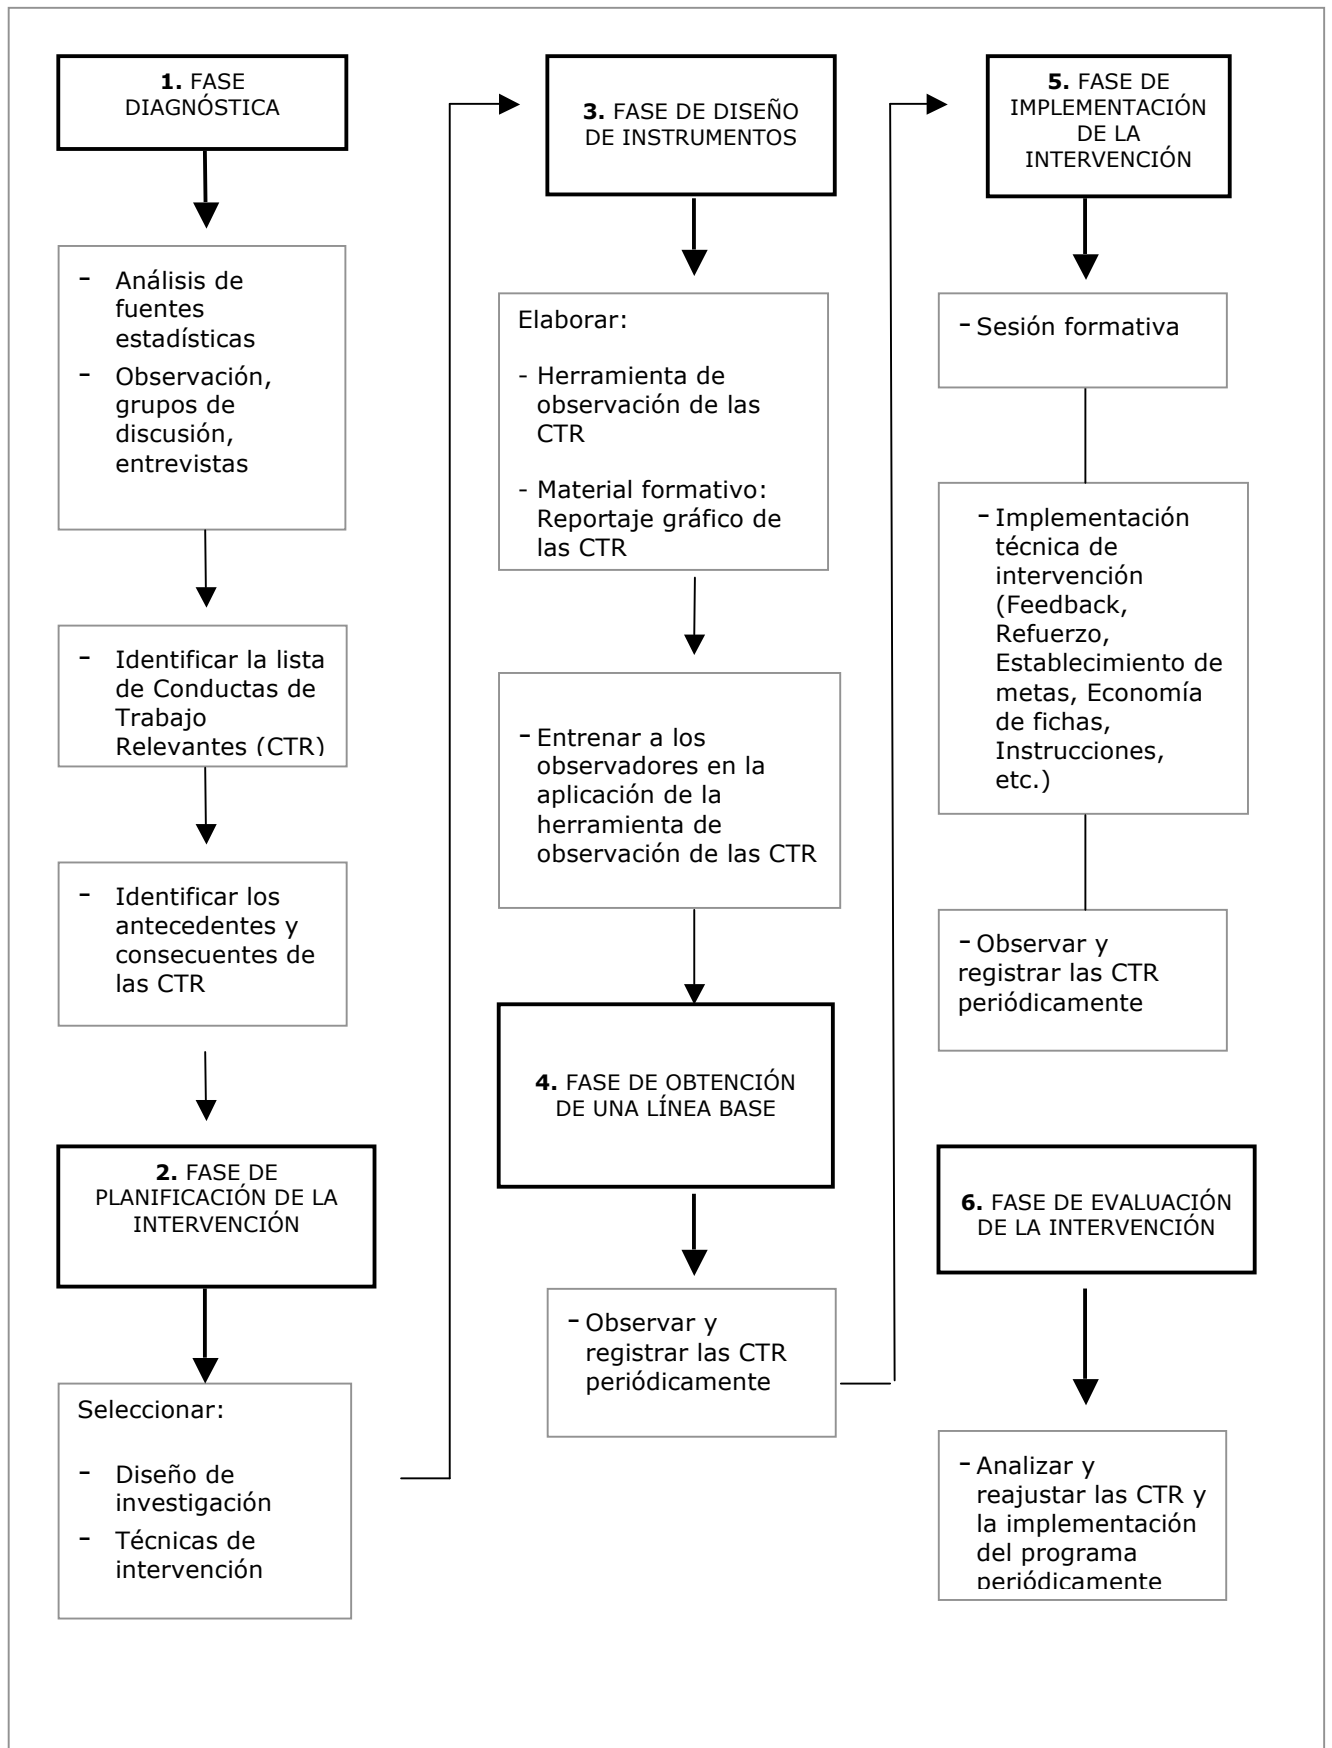 1. FASE
DIAGNÓSTICA
- Análisis de
fuentes
estadísticas
- Observación,
grupos de
discusión,
entrevistas
- Identificar la lista
de Conductas de
Trabajo
Relevantes (CTR)
- Identificar los
antecedentes y
consecuentes de
las CTR
2. FASE DE
PLANIFICACIÓN DE LA
INTERVENCIÓN
Seleccionar:
- Diseño de
investigación
- Técnicas de
intervención
3. FASE DE DISEÑO
DE INSTRUMENTOS
Elaborar:
- Herramienta de
observación de las
CTR
- Material formativo:
Reportaje gráfico de
las CTR
- Entrenar a los
observadores en la
aplicación de la
herramienta de
observación de las CTR
4. FASE DE OBTENCIÓN
DE UNA LÍNEA BASE
- Observar y
registrar las CTR
periódicamente
5. FASE DE
IMPLEMENTACIÓN
DE LA
INTERVENCIÓN
- Sesión formativa
- Implementación
técnica de
intervención
(Feedback,
Refuerzo,
Establecimiento de
metas, Economía
de fichas,
Instrucciones,
etc.)
- Observar y
registrar las CTR
periódicamente
6. FASE DE EVALUACIÓN
DE LA INTERVENCIÓN
- Analizar y
reajustar las CTR y
la implementación
del programa
periódicamente